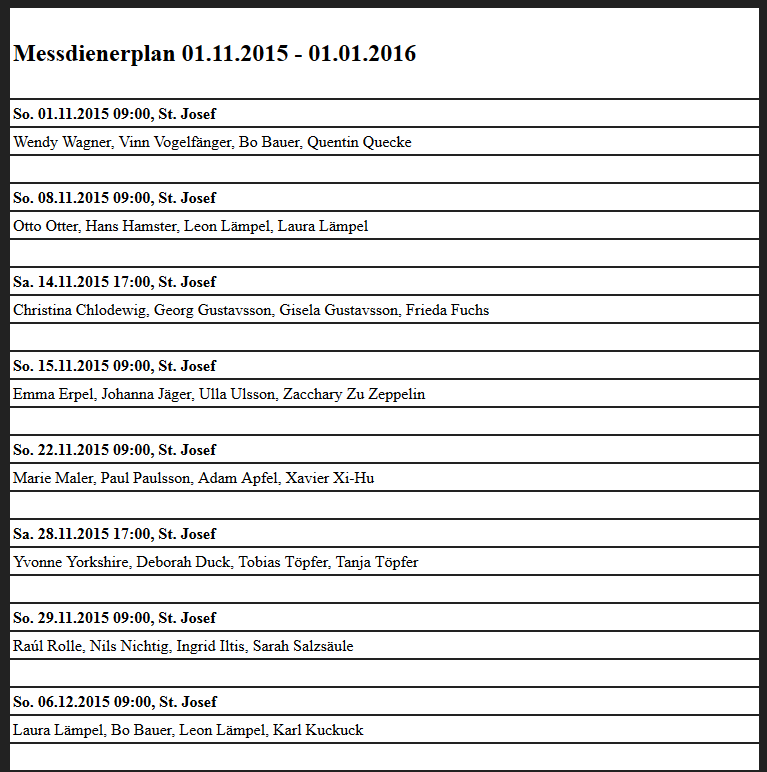 Messdienerplan 01.11.2015 - 01.01.2016
So. 01.11.2015 09:00, St. Josef
Wendy Wagner, Vinn Vogelfänger, Bo Bauer, Quentin Quecke
So. 08.11.2015 09:00, St. Josef
Otto Otter, Hans Hamster, Leon Lämpel, Laura Lämpel
Sa. 14.11.2015 17:00, St. Josef
Christina Chlodewig, Georg Gustavsson, Gisela Gustavsson, Frieda Fuchs
So. 15.11.2015 09:00, St. Josef
Emma Erpel, Johanna Jäger, Ulla Ulsson, Zacchary Zu Zeppelin
So. 22.11.2015 09:00, St. Josef
Marie Maler, Paul Paulsson, Adam Apfel, Xavier Xi-Hu
Sa. 28.11.2015 17:00, St. Josef
Yvonne Yorkshire, Deborah Duck, Tobias Töpfer, Tanja Töpfer
So. 29.11.2015 09:00, St. Josef
Raúl Rolle, Nils Nichtig, Ingrid Iltis, Sarah Salzsäule
So. 06.12.2015 09:00, St. Josef
Laura Lämpel, Bo Bauer, Leon Lämpel, Karl Kuckuck